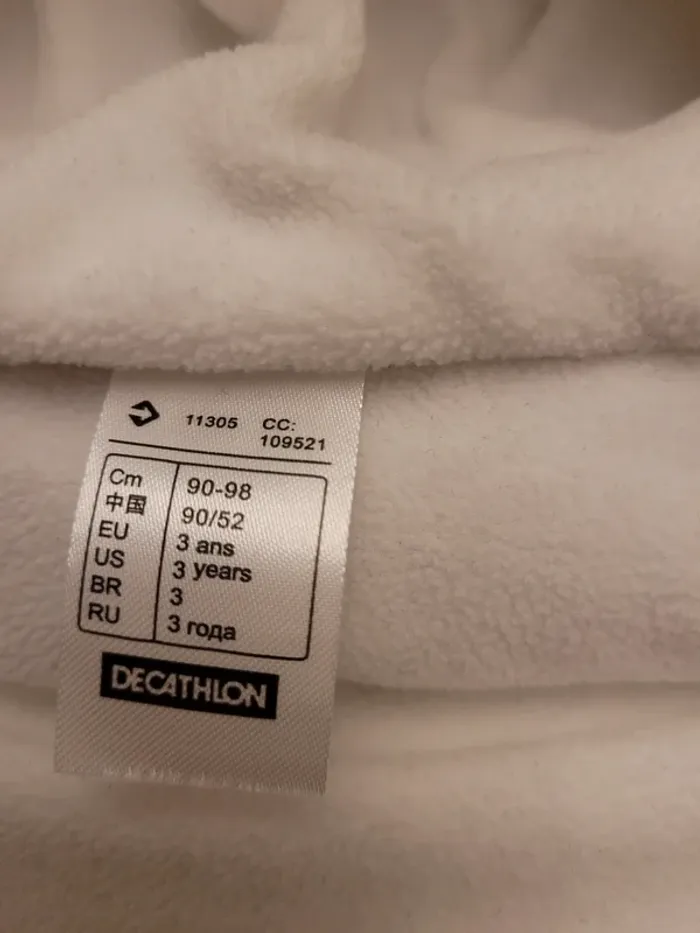 11305 CC:
109521
Cm 90-98
中国 90/52
EU 3 ans
US 3 years
BR 3
RU 3 года
DECATHLON